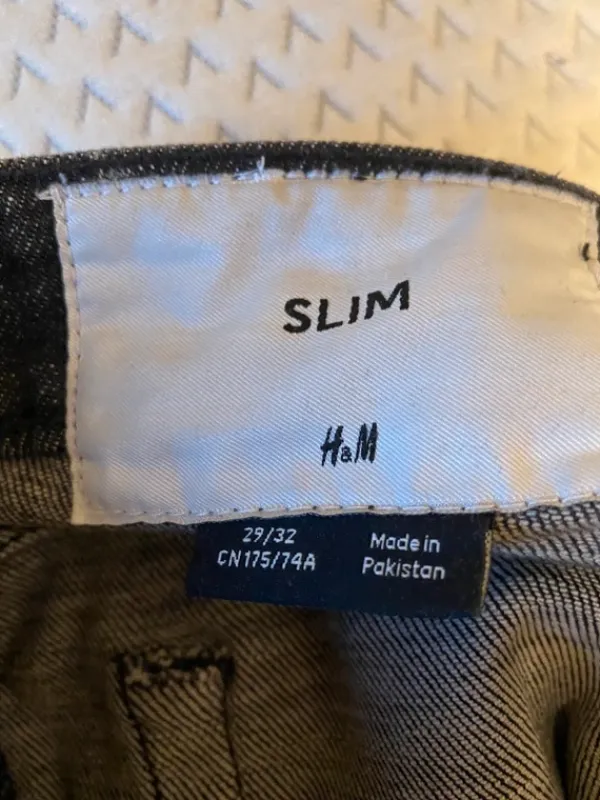 SLIM
H&M
29/32
CN175/74A
Made in
Pakistan